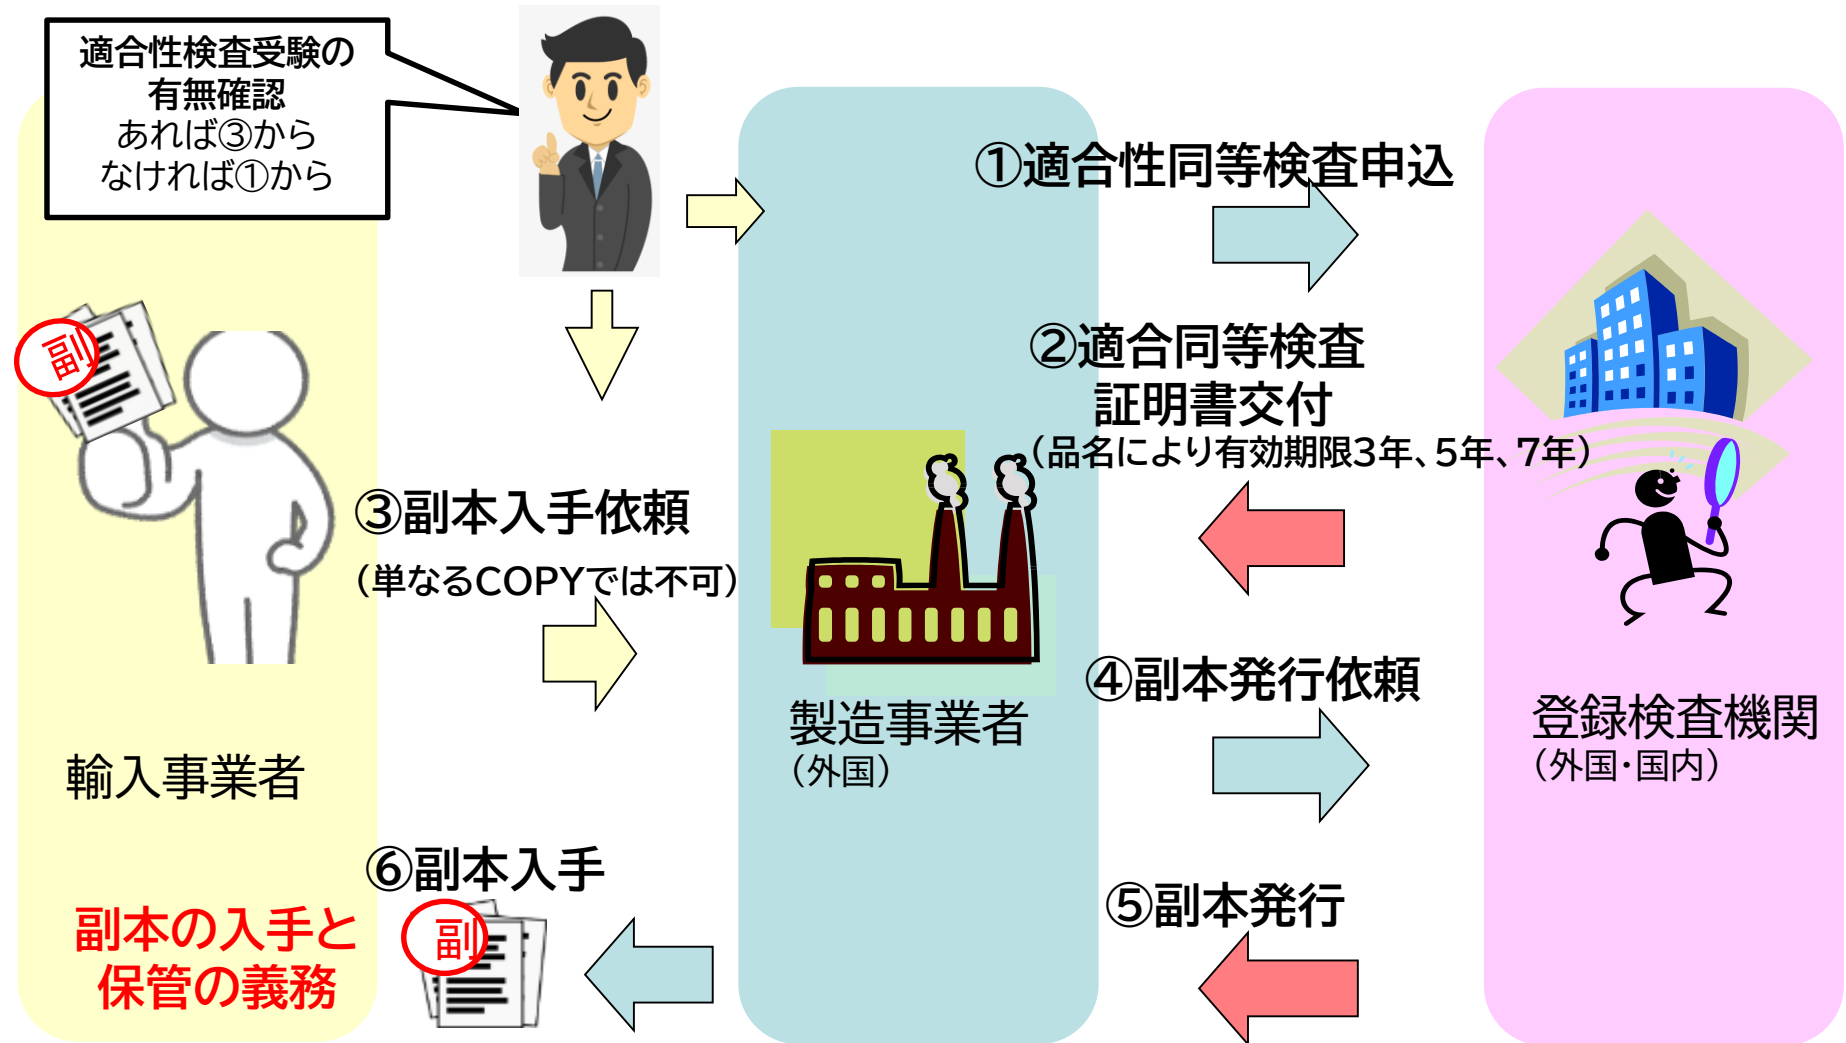 適合性検査受験の
有無確認
あれば③から
なければ①から
①適合性同等検査申込
②適合同等検査
証明書交付
（品名により有効期限3年、5年、7年）
副
③副本入手依頼
（単なるCOPYでは不可）
④副本発行依頼
製造事業者
（外国）
登録検査機関
（外国・国内）
輸入事業者
⑥副本入手
⑤副本発行
副
副本の入手と
保管の義務